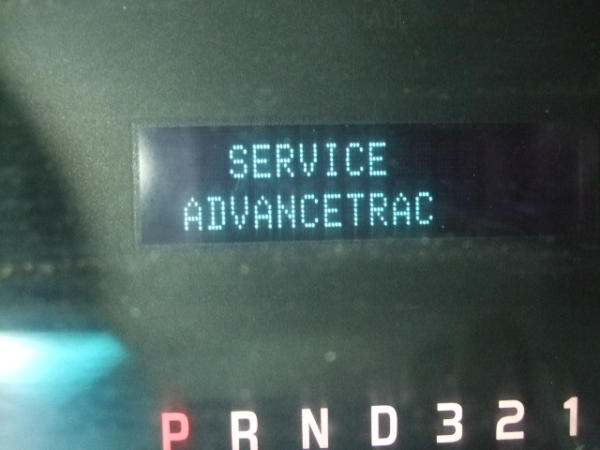 SERVICE
ADVANCETRAC
P R N D 3 2 1